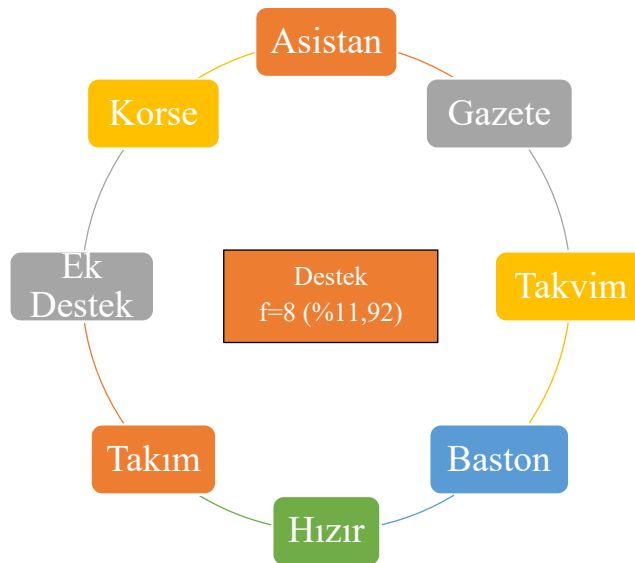 Asistan
Gazete
Takvim
Baston
Hızır
Takım
Ek
Destek
Korse
Destek
f=8 (%11,92)